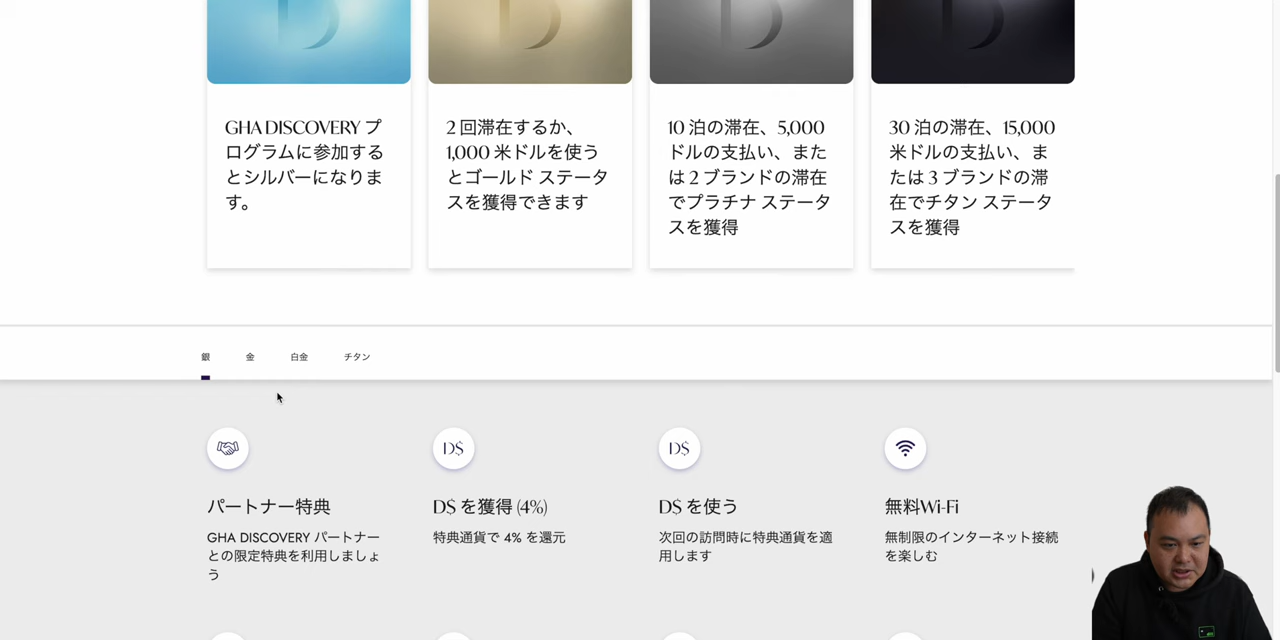 GHA DISCOVERY プ
ログラムに参加する
とシルバーになりま
す。
2 回滞在するか、
1,000 米ドルを使う
とゴールド ステータ
スを獲得できます
10 泊の滞在、5,000
ドルの支払い、また
は 2 ブランドの滞在
でプラチナ ステータ
スを獲得
30 泊の滞在、15,000
米ドルの支払い、ま
たは 3 ブランドの滞
在でチタン ステータ
スを獲得
銀 金 白金 チタン
D$ D$
パートナー特典
GHA DISCOVERY パートナー
との限定特典を利用しましょ
う
D$ を獲得 (4%)
特典通貨で 4% を還元
D$ を使う
次回の訪問時に特典通貨を適
用します
無料Wi-Fi
無制限のインターネット接続
を楽しむ